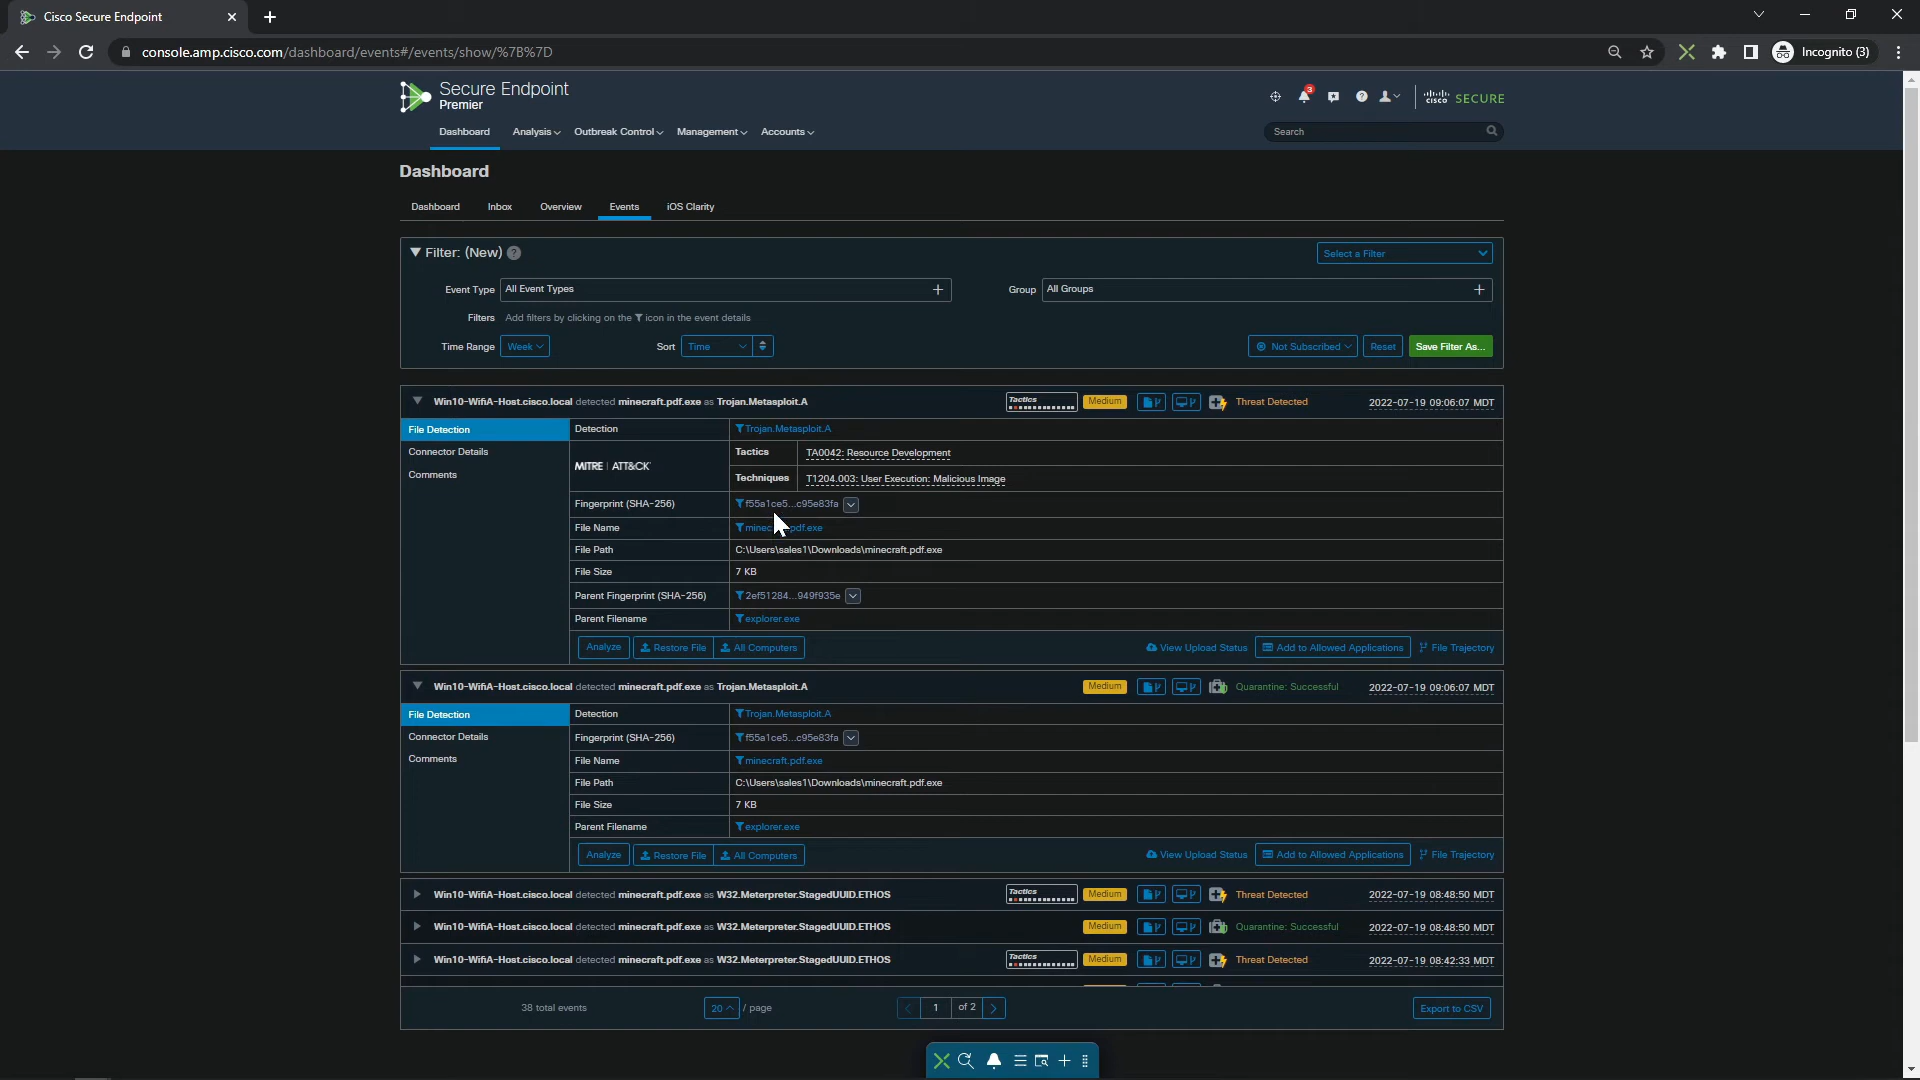 Cisco Secure Endpoint
console.amp.cisco.com/dashboard/events#/events/show/%7B%7D
Incognito (3)
Secure Endpoint
Premier
3
cisco SECURE
Dashboard Analysis Outbreak Control Management Accounts
Search
Dashboard
Dashboard Inbox Overview Events iOS Clarity
Filter: (New) ?
Select a Filter
Event Type All Event Types +
Group All Groups +
Filters Add filters by clicking on the icon in the event details
Time Range Week Sort Time
Not Subscribed Reset Save Filter As...
Win10-WifiA-Host.cisco.local detected minecraft.pdf.exe as Trojan.Metasploit.A Tactics Medium Threat Detected 2022-07-19 09:06:07 MDT
File Detection
Connector Details
Comments
Detection Trojan.Metasploit.A
MITRE | ATT&CK
Tactics TA0042: Resource Development
Techniques T1204.003: User Execution: Malicious Image
Fingerprint (SHA-256) f55a1ce5...c95e83fa
File Name pdf.exe
File Path C:\Users\sales1\Downloads\minecraft.pdf.exe
File Size 7 KB
Parent Fingerprint (SHA-256) 2ef51284...949f935e
Parent Filename explorer.exe
Analyze Restore File All Computers View Upload Status Add to Allowed Applications File Trajectory
Win10-WifiA-Host.cisco.local detected minecraft.pdf.exe as Trojan.Metasploit.A Medium Quarantine: Successful 2022-07-19 09:06:07 MDT
File Detection
Connector Details
Comments
Detection Trojan.Metasploit.A
Fingerprint (SHA-256) f55a1ce5...c95e83fa
File Name minecraft.pdf.exe
File Path C:\Users\sales1\Downloads\minecraft.pdf.exe
File Size 7 KB
Parent Filename explorer.exe
Analyze Restore File All Computers View Upload Status Add to Allowed Applications File Trajectory
Win10-WifiA-Host.cisco.local detected minecraft.pdf.exe as W32.Meterpreter.StagedUUID.ETHOS Tactics Medium Threat Detected 2022-07-19 08:48:50 MDT
Win10-WifiA-Host.cisco.local detected minecraft.pdf.exe as W32.Meterpreter.StagedUUID.ETHOS Medium Quarantine: Successful 2022-07-19 08:48:50 MDT
Win10-WifiA-Host.cisco.local detected minecraft.pdf.exe as W32.Meterpreter.StagedUUID.ETHOS Tactics Medium Threat Detected 2022-07-19 08:42:33 MDT
38 total events 20 / page 1 of 2 Export to CSV